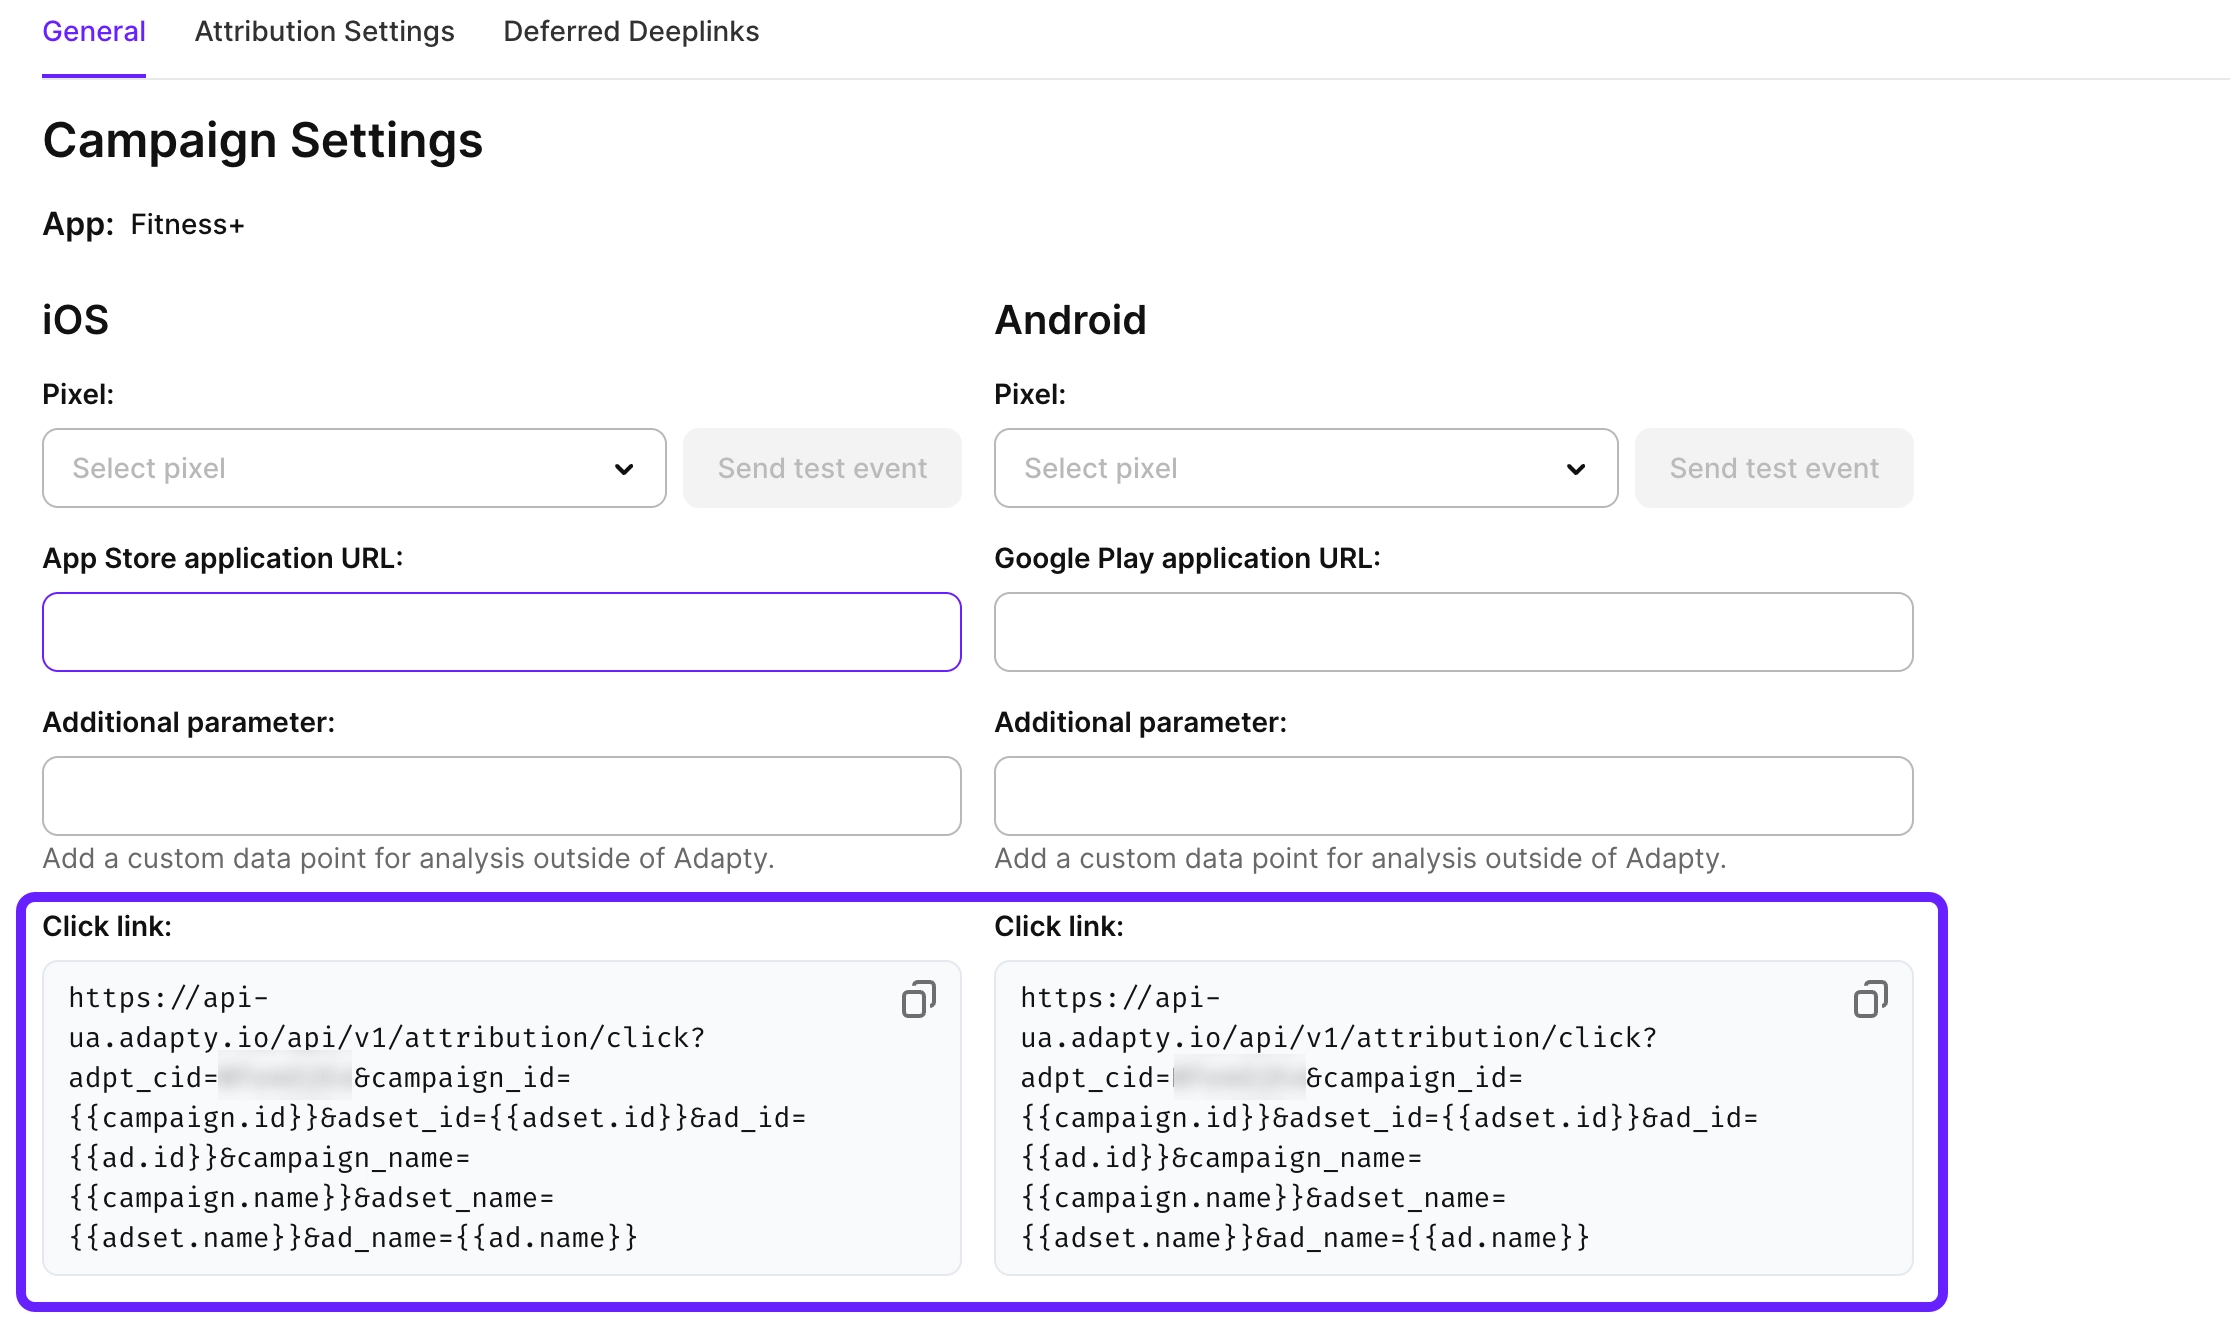 General
Attribution Settings
Deferred Deeplinks
Campaign Settings
App: Fitness+
iOS
Pixel:
Select pixel
Send test event
App Store application URL:
Additional parameter:
Add a custom data point for analysis outside of Adapty.
Click link:
https://api-
ua.adapty.io/api/v1/attribution/click?
adpt_cid= &campaign_id=
{{campaign.id}}&adset_id={{adset.id}}&ad_id=
{{ad.id}}&campaign_name=
{{campaign.name}}&adset_name=
{{adset.name}}&ad_name={{ad.name}}
Android
Pixel:
Select pixel
Send test event
Google Play application URL:
Additional parameter:
Add a custom data point for analysis outside of Adapty.
Click link:
https://api-
ua.adapty.io/api/v1/attribution/click?
adpt_cid= &campaign_id=
{{campaign.id}}&adset_id={{adset.id}}&ad_id=
{{ad.id}}&campaign_name=
{{campaign.name}}&adset_name=
{{adset.name}}&ad_name={{ad.name}}